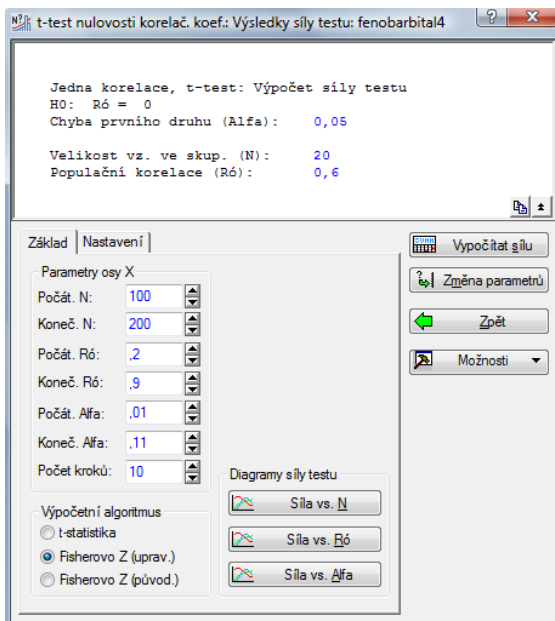 t-test nulovosti korelač. koef.: Výsledky síly testu: fenobarbital4
Jedna korelace, t-test: Výpočet síly testu
H0: Ró = 0
Chyba prvního druhu (Alfa): 0,05
Velikost vz. ve skup. (N): 20
Populační korelace (Ró): 0,6
Základ Nastavení
Parametry osy X
Počát. N: 100
Koneč. N: 200
Počát. Ró: ,2
Koneč. Ró: ,9
Počát. Alfa: ,01
Koneč. Alfa: ,11
Počet kroků: 10
Výpočetní algoritmus
t-statistika
Fisherovo Z (uprav.)
Fisherovo Z (původ.)
Diagramy síly testu
Síla vs. N
Síla vs. Ró
Síla vs. Alfa
Vypočítat sílu
Změna parametrů
Zpět
Možnosti